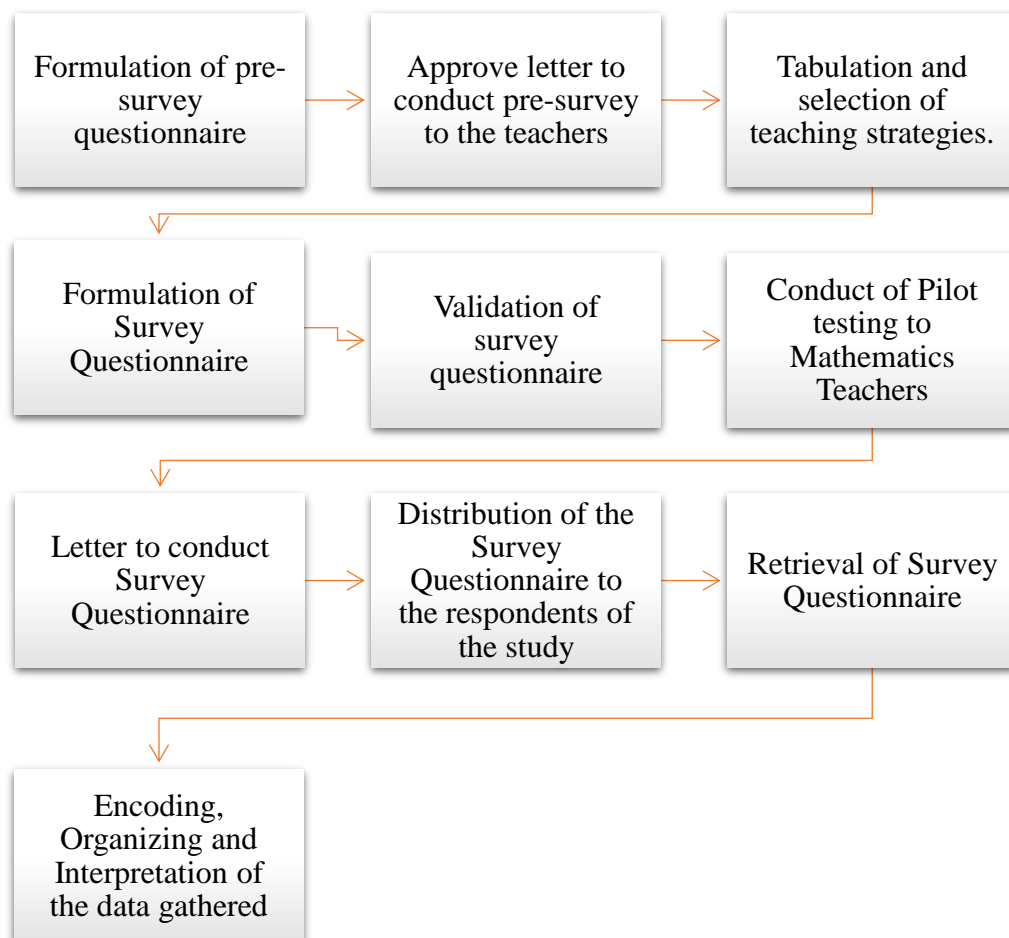 Formulation of pre-
survey
questionnaire
Approve letter to
conduct pre-survey
to the teachers
Tabulation and
selection of
teaching strategies.
Formulation of
Survey
Questionnaire
Validation of
survey
questionnaire
Conduct of Pilot
testing to
Mathematics
Teachers
Letter to conduct
Survey
Questionnaire
Distribution of the
Survey
Questionnaire to
the respondents of
the study
Retrieval of Survey
Questionnaire
Encoding,
Organizing and
Interpretation of
the data gathered